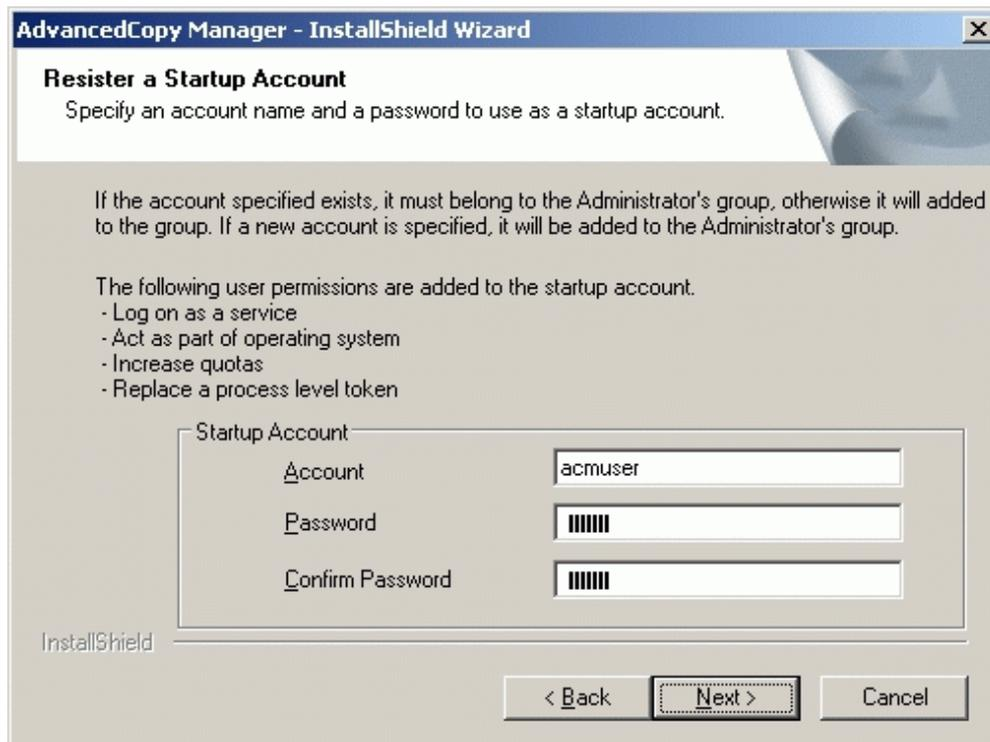 AdvancedCopy Manager - InstallShield Wizard
Resister a Startup Account
Specify an account name and a password to use as a startup account.
If the account specified exists, it must belong to the Administrator's group, otherwise it will added
to the group. If a new account is specified, it will be added to the Administrator's group.
The following user permissions are added to the startup account.
- Log on as a service
- Act as part of operating system
- Increase quotas
- Replace a process level token
Startup Account
Account
acmuser
Password
Confirm Password
InstallShield
< Back
Next >
Cancel